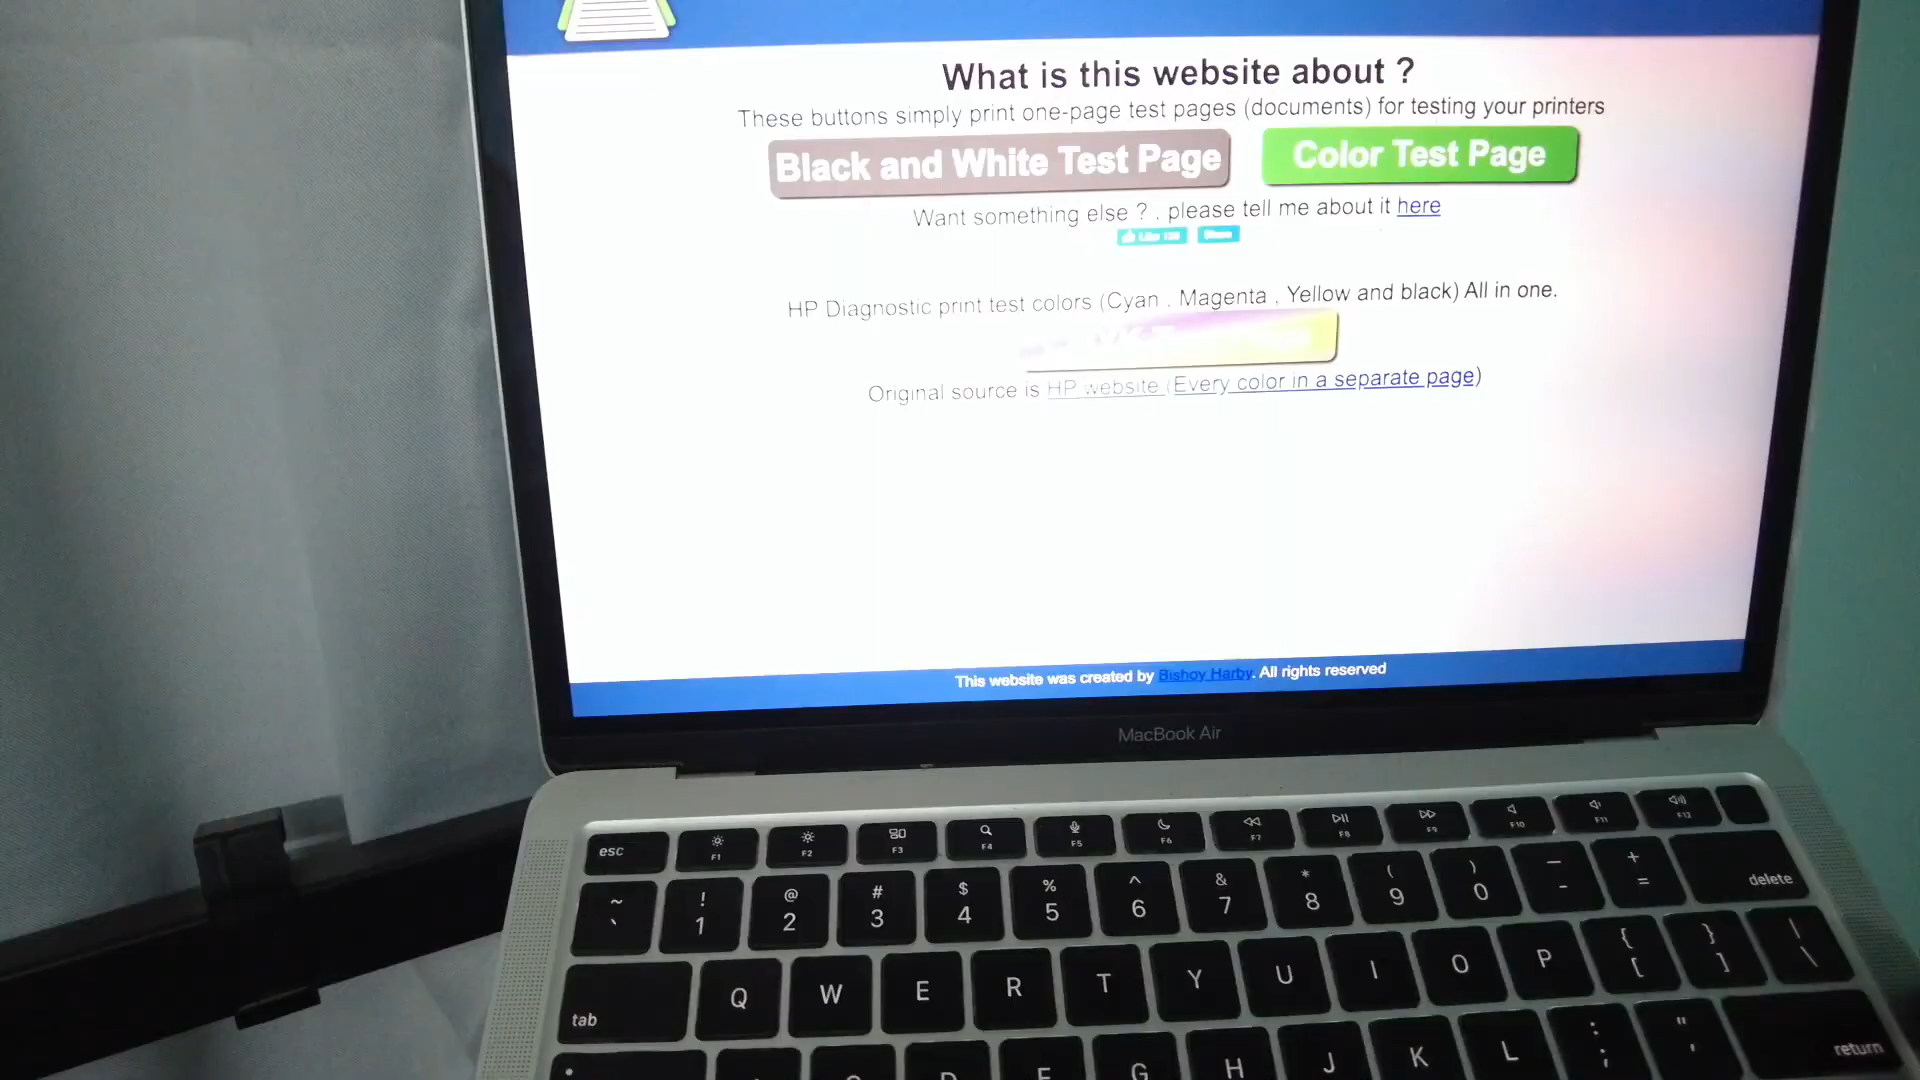 What is this website about ?
These buttons simply print one-page test pages (documents) for testing your printers
Black and White Test Page
Color Test Page
Want something else ? . please tell me about it here
Like
Share
HP Diagnostic print test colors (Cyan , Magenta , Yellow and black) All in one.
Original source is HP website (Every color in a separate page)
This website was created by Bishoy Harby. All rights reserved
MacBook Air
esc F1 F2 F3 F4 F5 F6 F7 F8 F9 F10 F11 F12
~ ! @ # $ % ^ & * ( ) — +
` 1 2 3 4 5 6 7 8 9 0 - = delete
tab Q W E R T Y U I O P { [ } ] | \
D F G H J K L : ; " ' return